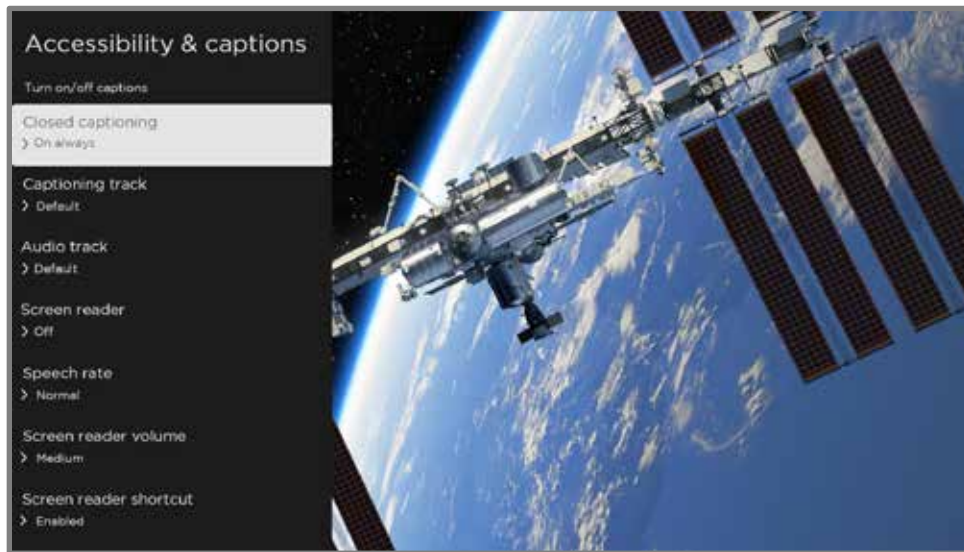 Accessibility & captions
Turn on/off captions
Closed captioning
On always
Captioning track
Default
Audio track
Default
Screen reader
Off
Speech rate
Normal
Screen reader volume
Medium
Screen reader shortcut
Enabled